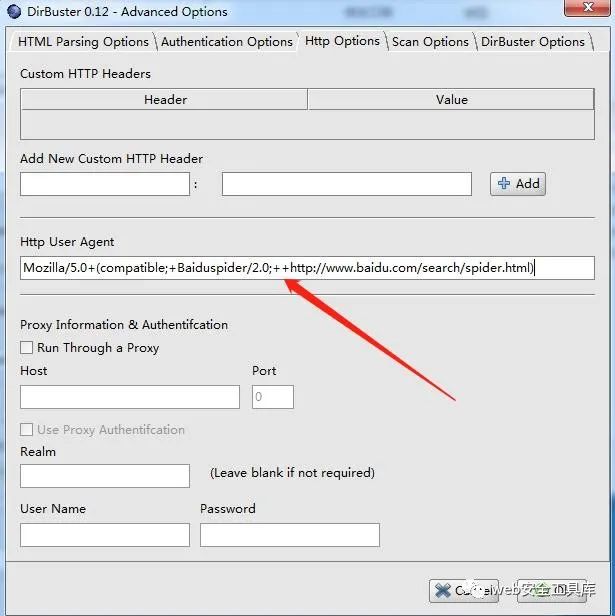 DirBuster 0.12 - Advanced Options
HTML Parsing Options Authentication Options Http Options Scan Options DirBuster Options
Custom HTTP Headers
Header Value
Add New Custom HTTP Header
: Add
Http User Agent
Mozilla/5.0+(compatible;+Baiduspider/2.0;++http://www.baidu.com/search/spider.html)
Proxy Information & Authentifcation
Run Through a Proxy
Host Port
0
Use Proxy Authentifcation
Realm
(Leave blank if not required)
User Name Password
iweb安全工具库